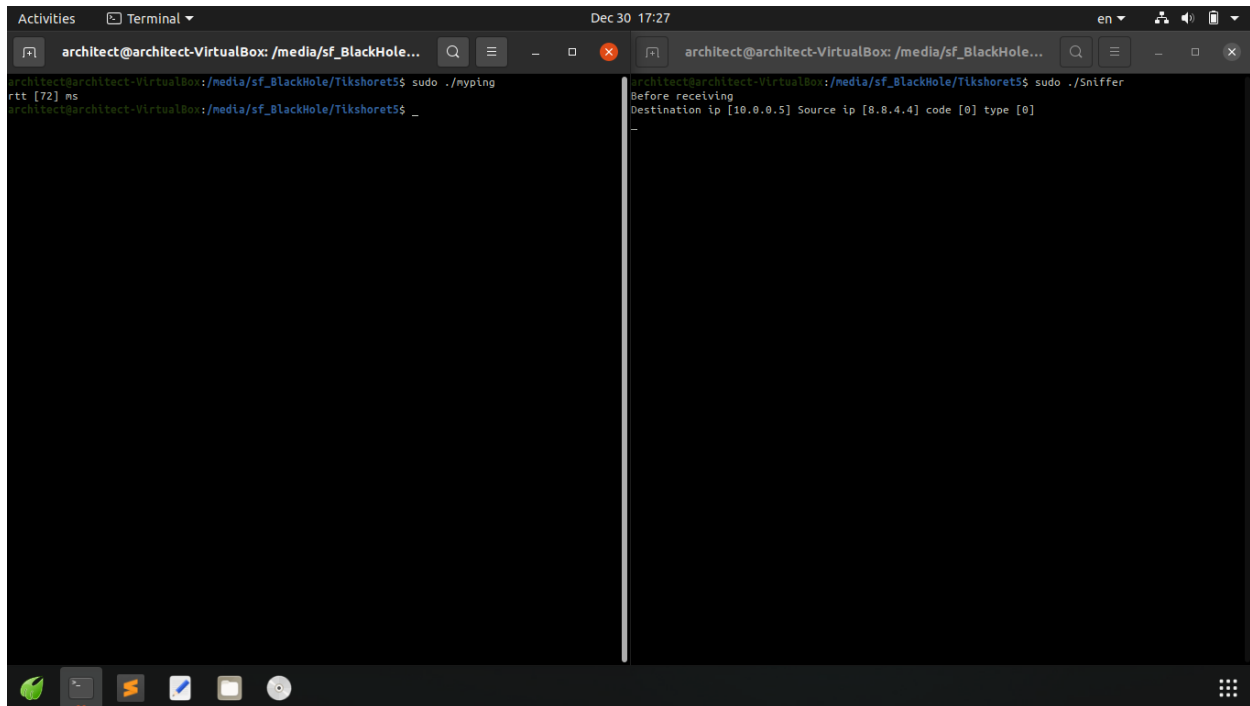 Activities Terminal Dec 30 17:27 en
architect@architect-VirtualBox: /media/sf_BlackHole...
architect@architect-VirtualBox:/media/sf_BlackHole/Tikshoret5$ sudo ./myping
rtt [72] ms
architect@architect-VirtualBox:/media/sf_BlackHole/Tikshoret5$ _
architect@architect-VirtualBox: /media/sf_BlackHole...
architect@architect-VirtualBox:/media/sf_BlackHole/Tikshoret5$ sudo ./Sniffer
Before receiving
Destination ip [10.0.0.5] Source ip [8.8.4.4] code [0] type [0]
_